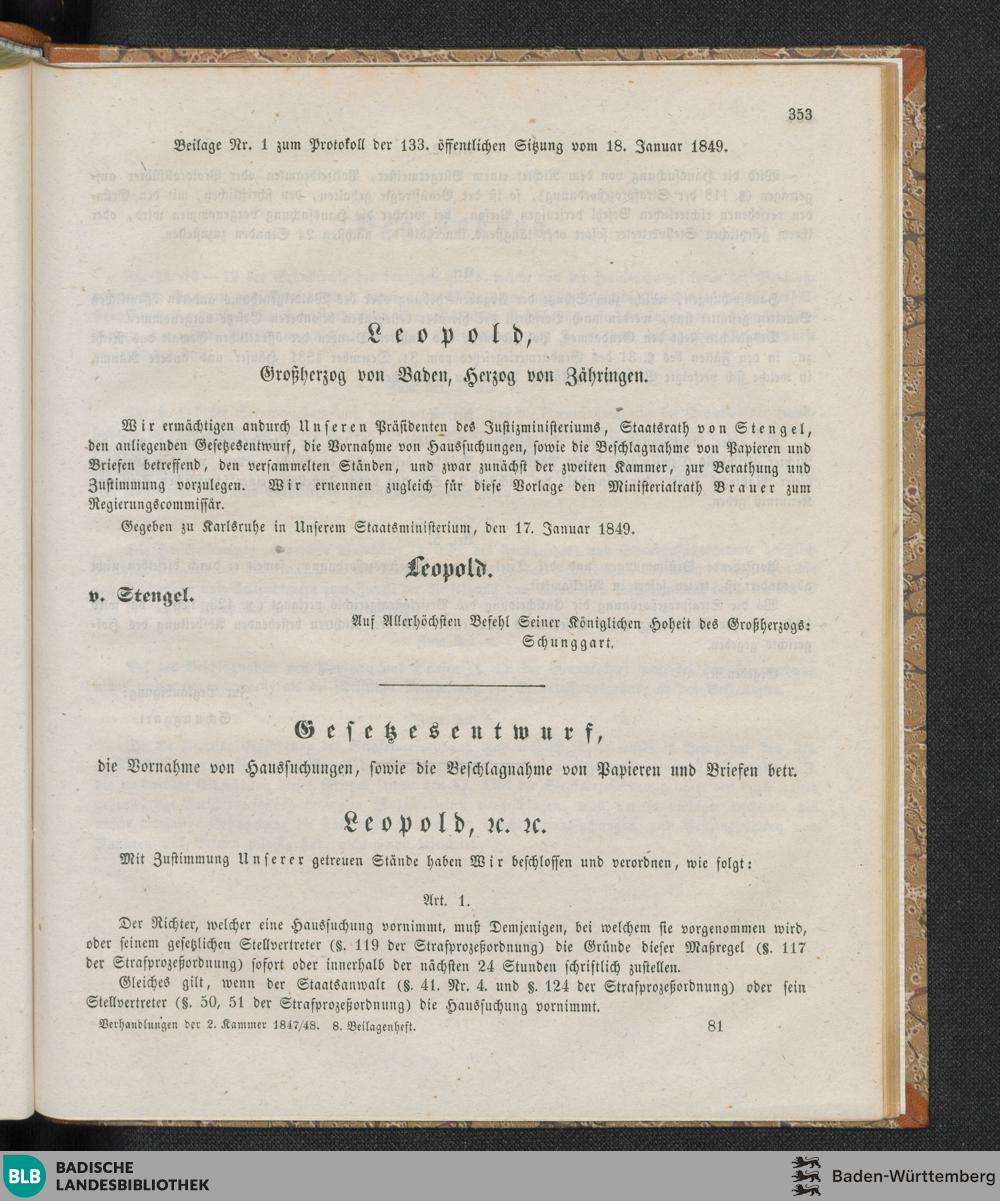 353
Beilage Nr. 1 zum Protokoll der 133. öffentlichen Sitzung vom 18. Januar 1849.
Leopold,
Großherzog von Baden, Herzog von Zähringen.
Wir ermächtigen andurch Unseren Präsidenten des Justizministeriums, Staatsrath von Stengel,
den anliegenden Gesetzesentwurf, die Vornahme von Haussuchungen, sowie die Beschlagnahme von Papieren und
Briefen betreffend, den versammelten Ständen, und zwar zunächst der zweiten Kammer, zur Berathung und
Zustimmung vorzulegen. Wir ernennen zugleich für diese Vorlage den Ministerialrath Brauer zum
Regierungscommissär.
Gegeben zu Karlsruhe in Unserem Staatsministerium, den 17. Januar 1849.
Leopold.
v. Stengel.
Auf Allerhöchsten Befehl Seiner Königlichen Hoheit des Großherzogs:
Schunggart.
Gesetzesentwurf,
die Vornahme von Haussuchungen, sowie die Beschlagnahme von Papieren und Briefen betr.
Leopold, ꝛc. ꝛc.
Mit Zustimmung Unserer getreuen Stände haben Wir beschlossen und verordnen, wie folgt:
Art. 1.
Der Richter, welcher eine Haussuchung vornimmt, muß Demjenigen, bei welchem sie vorgenommen wird,
oder seinem gesetzlichen Stellvertreter (§. 119 der Strafprozeßordnung) die Gründe dieser Maßregel (§. 117
der Strafprozeßordnung) sofort oder innerhalb der nächsten 24 Stunden schriftlich zustellen.
Gleiches gilt, wenn der Staatsanwalt (§. 41. Nr. 4. und §. 124 der Strafprozeßordnung) oder sein
Stellvertreter (§. 50, 51 der Strafprozeßordnung) die Haussuchung vornimmt.
Verhandlungen der 2. Kammer 1847/48. 8. Beilagenheft. 81
BLB BADISCHE
LANDESBIBLIOTHEK
Baden-Württemberg